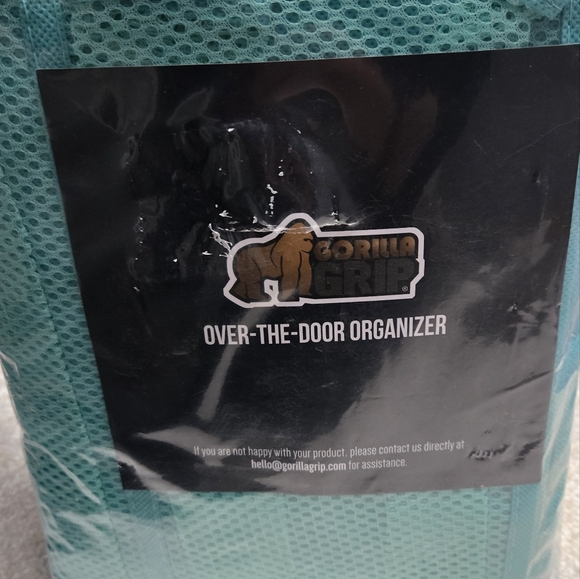 GORILLA
GRIP®
OVER-THE-DOOR ORGANIZER
If you are not happy with your product, please contact us directly at
hello@gorillagrip.com for assistance.